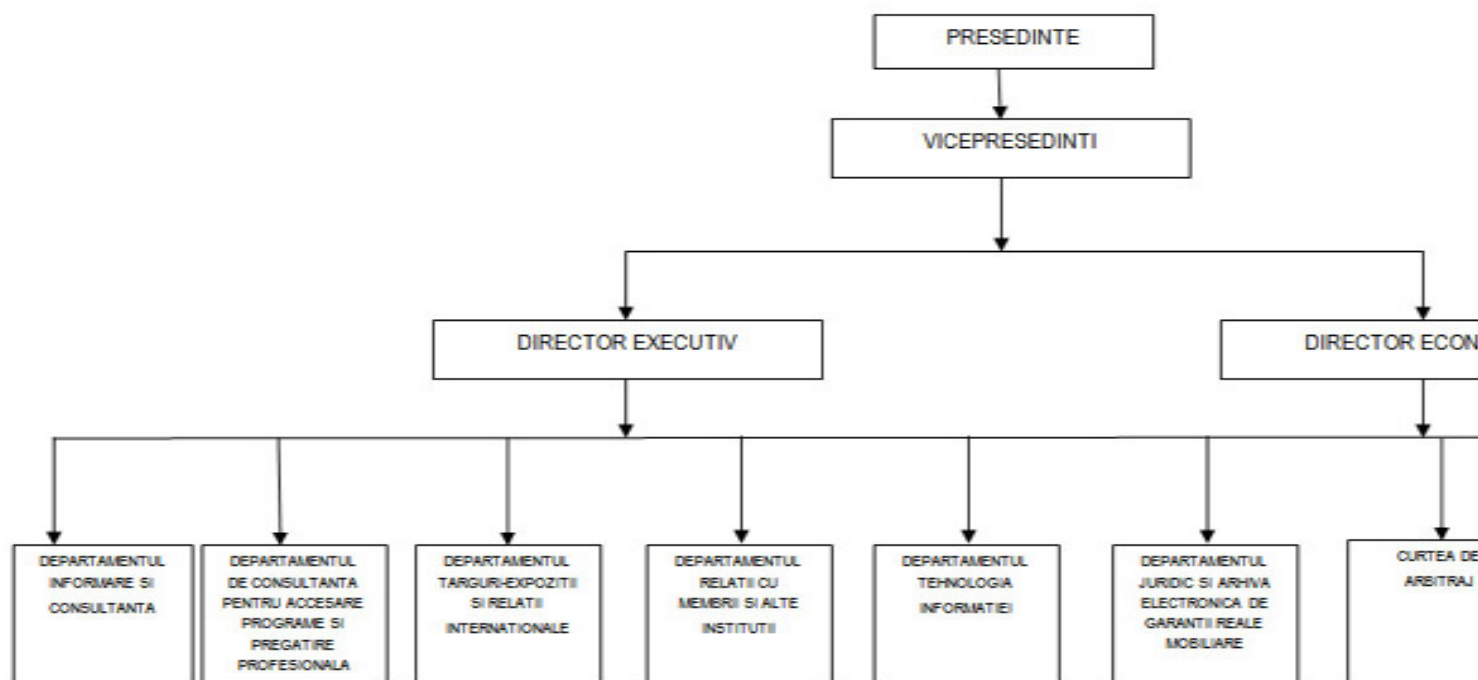 PRESEDINTE
VICEPRESEDINTI
DIRECTOR EXECUTIV
DIRECTOR ECON
DEPARTAMENTUL
INFORMARE SI
CONSULTANTA
DEPARTAMENTUL
DE CONSULTANTA
PENTRU ACCESARE
PROGRAME SI
PREGATIRE
PROFESIONALA
DEPARTAMENTUL
TARGURI-EXPOZITII
SI RELATII
INTERNATIONALE
DEPARTAMENTUL
RELATII CU
MEMBRII SI ALTE
INSTITUTII
DEPARTAMENTUL
TEHNOLOGIA
INFORMATIEI
DEPARTAMENTUL
JURIDIC SI ARHIVA
ELECTRONICA DE
GARANTII REALE
MOBILIARE
CURTEA DE
ARBITRAJ